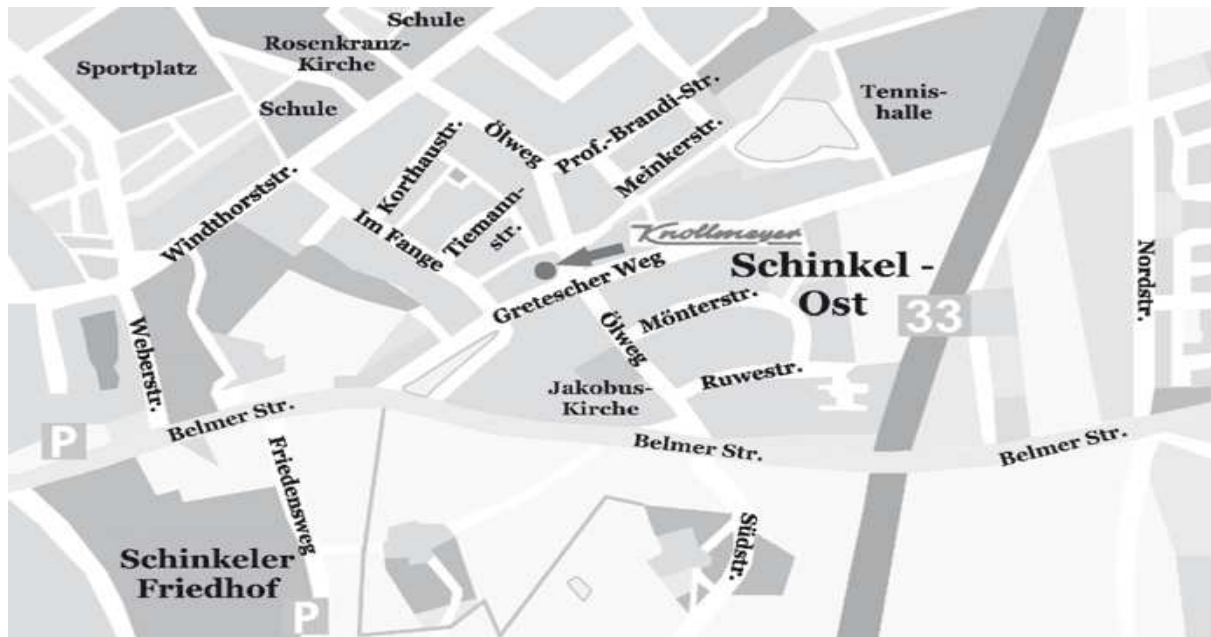 Schule
Rosenkranz-
Kirche
Sportplatz
Schule
Tennis-
halle
Prof.-Brandi-Str.
Ölweg
Korthaustr.
Meinkerstr.
Windthorststr.
Im Fange
Tiemann-
str.
Knollmeyer
Gretescher Weg
Schinkel -
Ost
33
Nordstr.
Mönterstr.
Ölweg
Weberstr.
Ruwestr.
Jakobus-
Kirche
Belmer Str.
P
Belmer Str.
Belmer Str.
Friedensweg
Südstr.
Schinkeler
Friedhof
P